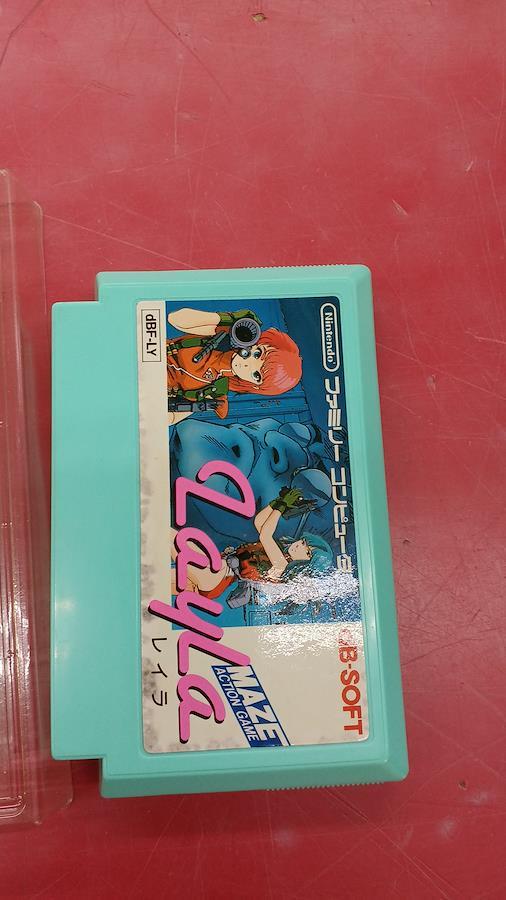 Nintendo
ファミリー コンピュータ
dB-SOFT
Layla
レイラ
MAZE
ACTION GAME
dBF-LY